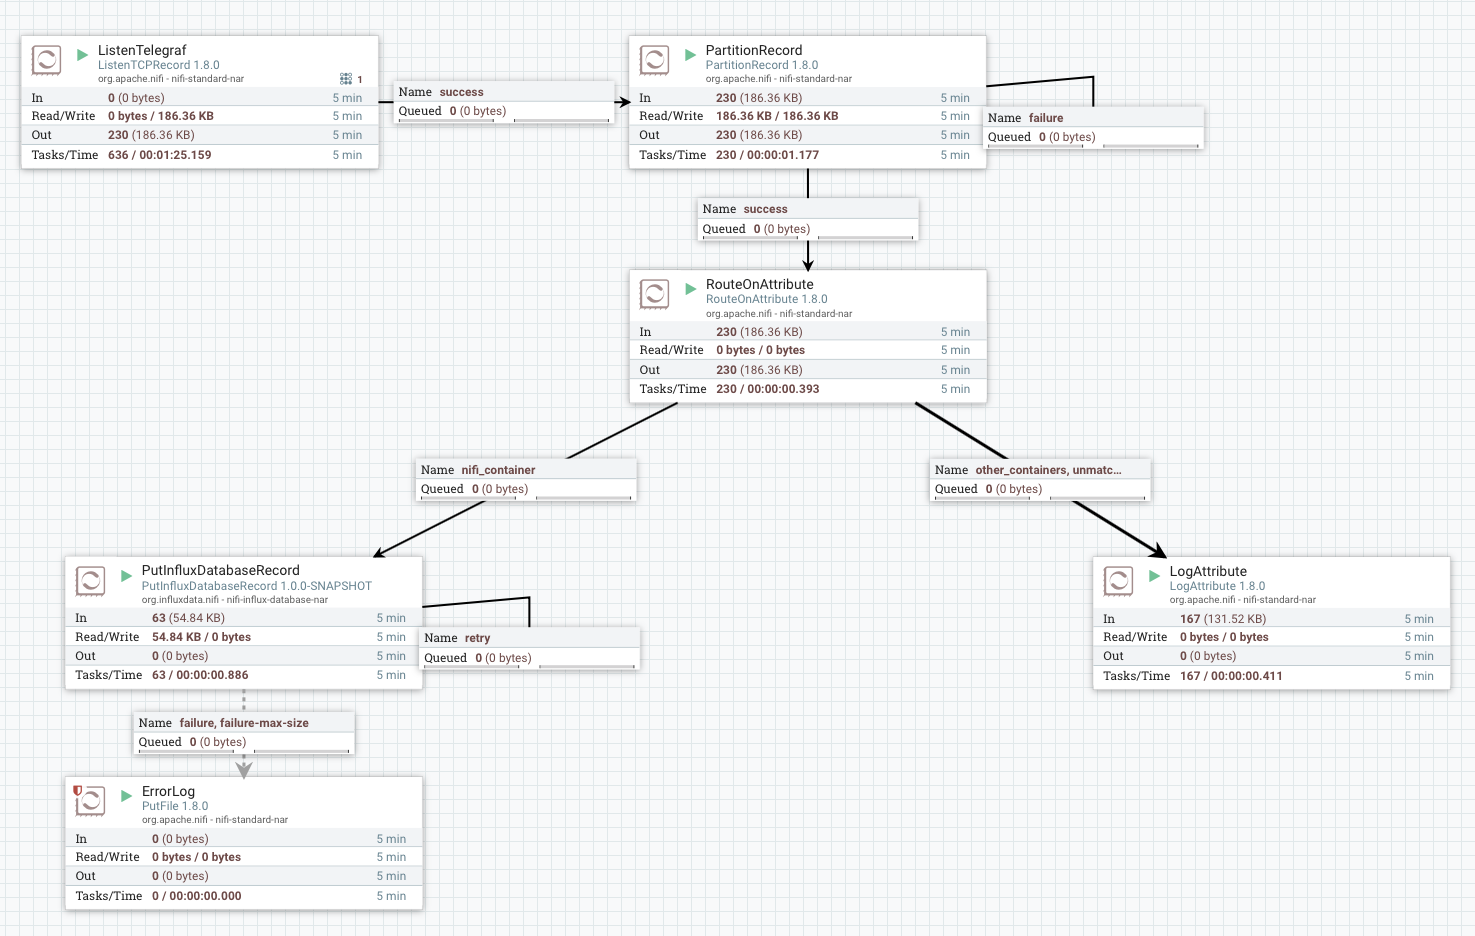 ListenTelegraf
ListenTCPRecord 1.8.0
org.apache.nifi - nifi-standard-nar
1
In 0 (0 bytes) 5 min
Read/Write 0 bytes / 186.36 KB 5 min
Out 230 (186.36 KB) 5 min
Tasks/Time 636 / 00:01:25.159 5 min
Name success
Queued 0 (0 bytes)
PartitionRecord
PartitionRecord 1.8.0
org.apache.nifi - nifi-standard-nar
In 230 (186.36 KB) 5 min
Read/Write 186.36 KB / 186.36 KB 5 min
Out 230 (186.36 KB) 5 min
Tasks/Time 230 / 00:00:01.177 5 min
Name failure
Queued 0 (0 bytes)
Name success
Queued 0 (0 bytes)
RouteOnAttribute
RouteOnAttribute 1.8.0
org.apache.nifi - nifi-standard-nar
In 230 (186.36 KB) 5 min
Read/Write 0 bytes / 0 bytes 5 min
Out 230 (186.36 KB) 5 min
Tasks/Time 230 / 00:00:00.393 5 min
Name nifi_container
Queued 0 (0 bytes)
Name other_containers, unmatc...
Queued 0 (0 bytes)
PutInfluxDatabaseRecord
PutInfluxDatabaseRecord 1.0.0-SNAPSHOT
org.influxdata.nifi - nifi-influx-database-nar
In 63 (54.84 KB) 5 min
Read/Write 54.84 KB / 0 bytes 5 min
Out 0 (0 bytes) 5 min
Tasks/Time 63 / 00:00:00.886 5 min
Name retry
Queued 0 (0 bytes)
LogAttribute
LogAttribute 1.8.0
org.apache.nifi - nifi-standard-nar
In 167 (131.52 KB) 5 min
Read/Write 0 bytes / 0 bytes 5 min
Out 0 (0 bytes) 5 min
Tasks/Time 167 / 00:00:00.411 5 min
Name failure, failure-max-size
Queued 0 (0 bytes)
ErrorLog
PutFile 1.8.0
org.apache.nifi - nifi-standard-nar
In 0 (0 bytes) 5 min
Read/Write 0 bytes / 0 bytes 5 min
Out 0 (0 bytes) 5 min
Tasks/Time 0 / 00:00:00.000 5 min